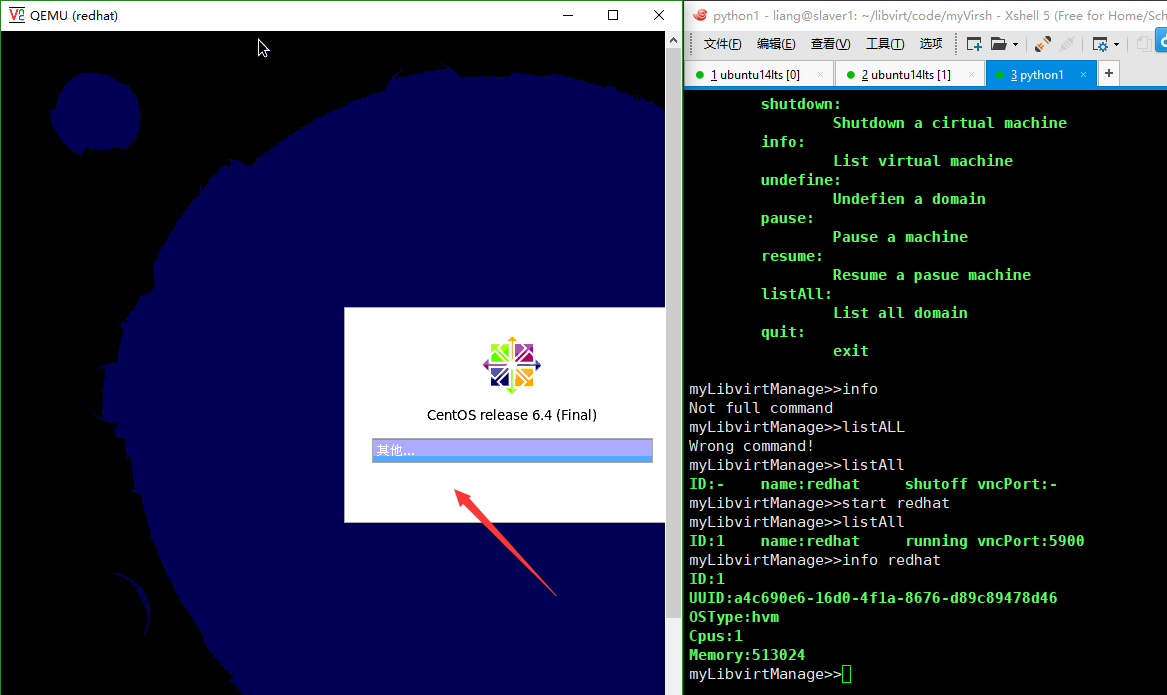 QEMU (redhat)
CentOS release 6.4 (Final)
其他...
python1 - liang@slaver1: ~/libvirt/code/myVirsh - Xshell 5 (Free for Home/Sch
文件(F) 编辑(E) 查看(V) 工具(T) 选项
1 ubuntu14lts [0] × 2 ubuntu14lts [1] × 3 python1 × +
shutdown:
Shutdown a cirtual machine
info:
List virtual machine
undefine:
Undefien a domain
pause:
Pause a machine
resume:
Resume a pasue machine
listAll:
List all domain
quit:
exit
myLibvirtManage>>info
Not full command
myLibvirtManage>>listALL
Wrong command!
myLibvirtManage>>listAll
ID:- name:redhat shutoff vncPort:-
myLibvirtManage>>start redhat
myLibvirtManage>>listAll
ID:1 name:redhat running vncPort:5900
myLibvirtManage>>info redhat
ID:1
UUID:a4c690e6-16d0-4f1a-8676-d89c89478d46
OSType:hvm
Cpus:1
Memory:513024
myLibvirtManage>>